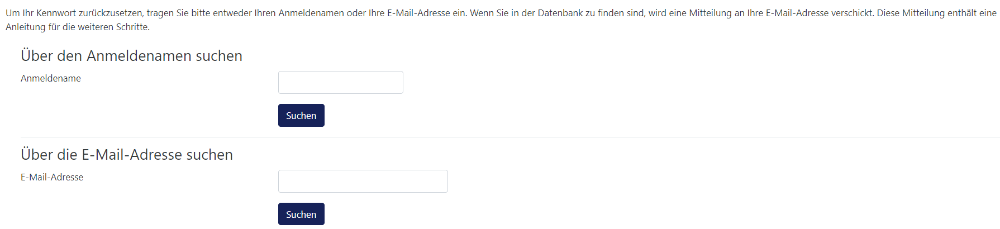 Um Ihr Kennwort zurückzusetzen, tragen Sie bitte entweder Ihren Anmeldenamen oder Ihre E-Mail-Adresse ein. Wenn Sie in der Datenbank zu finden sind, wird eine Mitteilung an Ihre E-Mail-Adresse verschickt. Diese Mitteilung enthält eine
Anleitung für die weiteren Schritte.
Über den Anmeldenamen suchen
Anmeldename
Suchen
Über die E-Mail-Adresse suchen
E-Mail-Adresse
Suchen